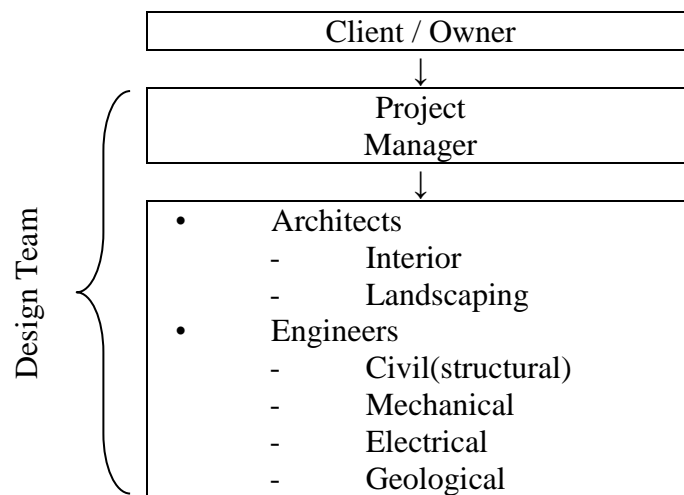 Client / Owner
↓
Project
Manager
↓
Design Team
• Architects
- Interior
- Landscaping
• Engineers
- Civil(structural)
- Mechanical
- Electrical
- Geological